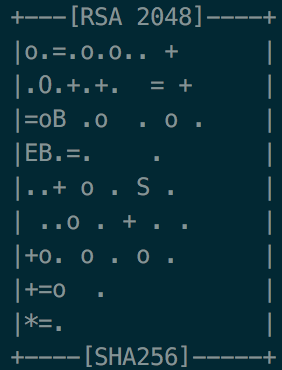 +---[RSA 2048]----+
|o.=.o.o.. +      |
|.O.+.+.  = +     |
|=oB .o  . o .    |
|EB.=.    .       |
|..+ o . S .      |
| ..o . + . .     |
|+o. o . o .      |
|+=o  .           |
|*=.              |
+----[SHA256]-----+